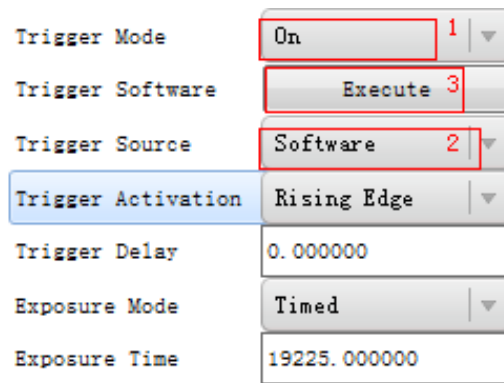 Trigger Mode On 1
Trigger Software Execute 3
Trigger Source Software 2
Trigger Activation Rising Edge
Trigger Delay 0.000000
Exposure Mode Timed
Exposure Time 19225.000000